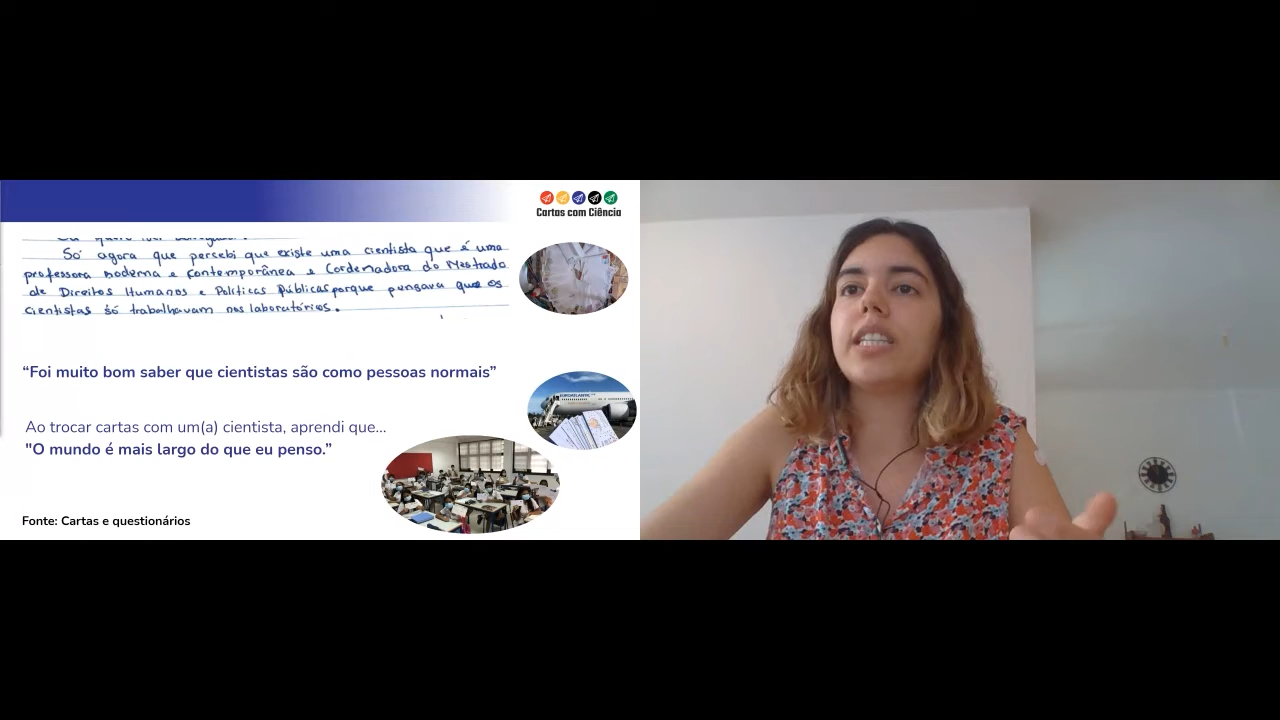 Cartas com Ciência
Só agora que percebi que existe uma cientista que é uma
professora moderna e contemporânea e Cordenadora do Mestrado
de Direitos Humanos e Políticas Públicas porque pensava que os
cientistas só trabalhavam nos laboratórios.
“Foi muito bom saber que cientistas são como pessoas normais”
Ao trocar cartas com um(a) cientista, aprendi que...
"O mundo é mais largo do que eu penso.”
EUROATLANTIC
Fonte: Cartas e questionários